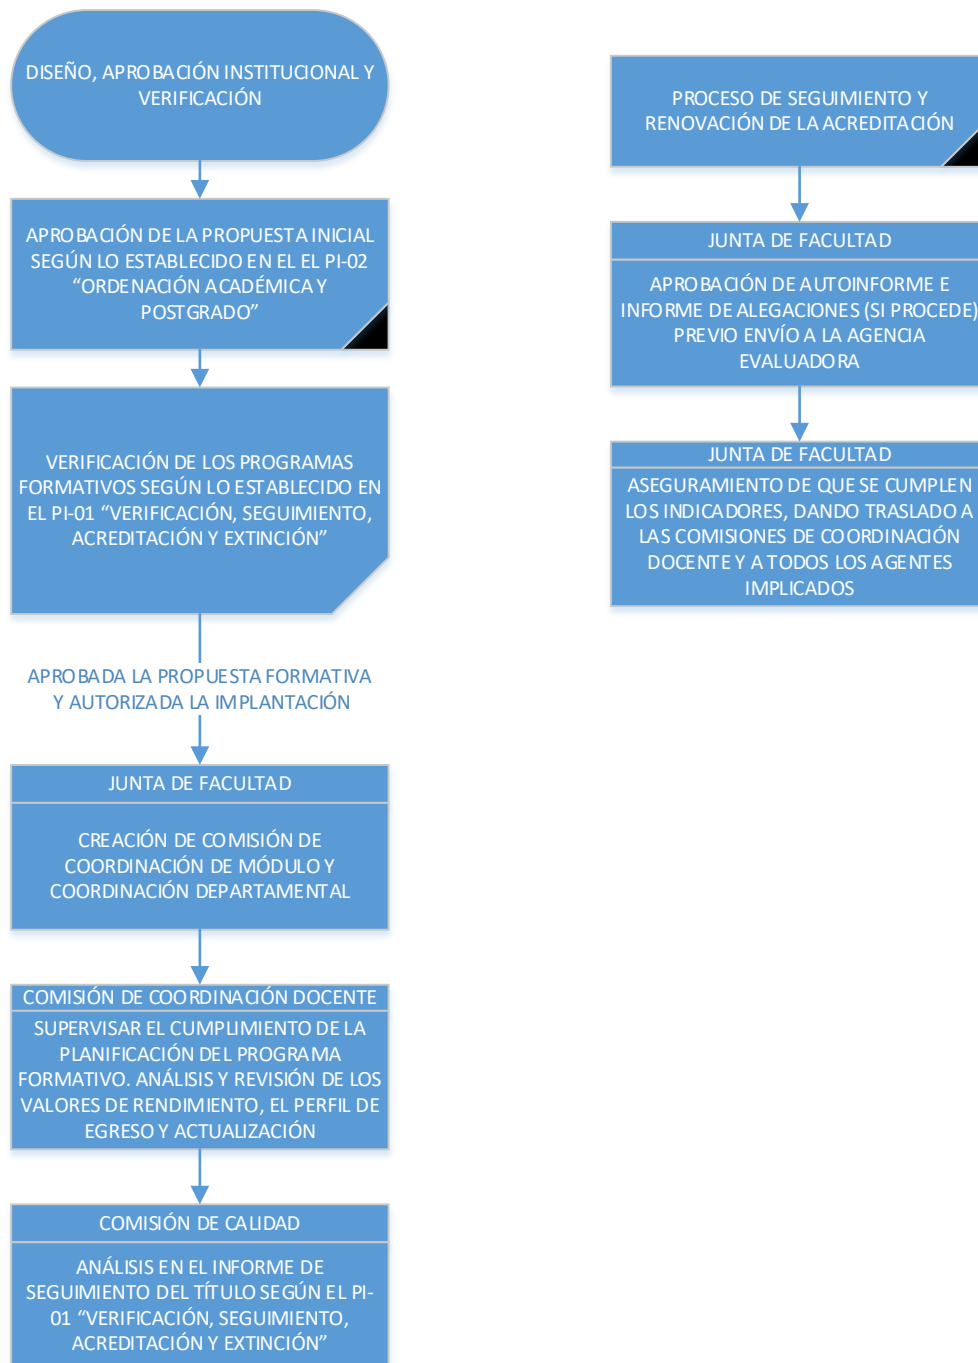 DISEÑO, APROBACIÓN INSTITUCIONAL Y
VERIFICACIÓN
APROBACIÓN DE LA PROPUESTA INICIAL
SEGÚN LO ESTABLECIDO EN EL EL PI-02
“ORDENACIÓN ACADÉMICA Y
POSTGRADO”
VERIFICACIÓN DE LOS PROGRAMAS
FORMATIVOS SEGÚN LO ESTABLECIDO EN
EL PI-01 “VERIFICACIÓN, SEGUIMIENTO,
ACREDITACIÓN Y EXTINCIÓN”
APROBADA LA PROPUESTA FORMATIVA
Y AUTORIZADA LA IMPLANTACIÓN
JUNTA DE FACULTAD
CREACIÓN DE COMISIÓN DE
COORDINACIÓN DE MÓDULO Y
COORDINACIÓN DEPARTAMENTAL
COMISIÓN DE COORDINACIÓN DOCENTE
SUPERVISAR EL CUMPLIMIENTO DE LA
PLANIFICACIÓN DEL PROGRAMA
FORMATIVO. ANÁLISIS Y REVISIÓN DE LOS
VALORES DE RENDIMIENTO, EL PERFIL DE
EGRESO Y ACTUALIZACIÓN
COMISIÓN DE CALIDAD
ANÁLISIS EN EL INFORME DE
SEGUIMIENTO DEL TÍTULO SEGÚN EL PI-
01 “VERIFICACIÓN, SEGUIMIENTO,
ACREDITACIÓN Y EXTINCIÓN”
PROCESO DE SEGUIMIENTO Y
RENOVACIÓN DE LA ACREDITACIÓN
JUNTA DE FACULTAD
APROBACIÓN DE AUTOINFORME E
INFORME DE ALEGACIONES (SI PROCEDE)
PREVIO ENVÍO A LA AGENCIA
EVALUADORA
JUNTA DE FACULTAD
ASEGURAMIENTO DE QUE SE CUMPLEN
LOS INDICADORES, DANDO TRASLADO A
LAS COMISIONES DE COORDINACIÓN
DOCENTE Y A TODOS LOS AGENTES
IMPLICADOS